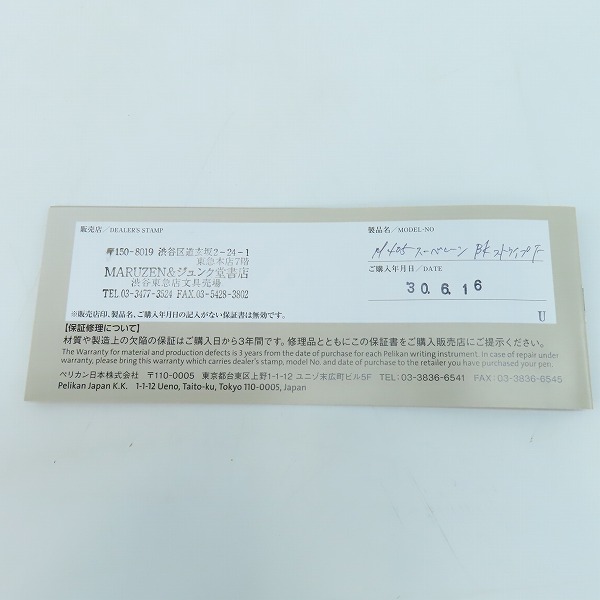 販売店/DEALER'S STAMP
〒150-8019 渋谷区道玄坂2-24-1
東急本店7階
MARUZEN&ジュンク堂書店
渋谷東急店文具売場
TEL.03-3477-3524 FAX.03-5428-3802
製品名/MODEL-NO
M405 スーベレーン BK ストライプ F
ご購入年月日/DATE
30.6.16
U
※販売店印、製品名、ご購入年月日の記入がない保証書は無効です。
【保証修理について】
材質や製造上の欠陥の保証はご購入日から3年間です。修理品とともにこの保証書をご購入販売店にご提示ください。
The Warranty for material and production defects is 3 years from the date of purchase for each Pelikan writing instrument. In case of repair under
warranty, please bring this warranty which carries dealer's stamp, model No. and date of purchase to the retailer you have purchased your pen.
ペリカン日本株式会社 〒110-0005 東京都台東区上野1-1-12 ユニゾ末広町ビル5F TEL:03-3836-6541 FAX:03-3836-6545
Pelikan Japan K.K. 1-1-12 Ueno, Taito-ku, Tokyo 110-0005, Japan